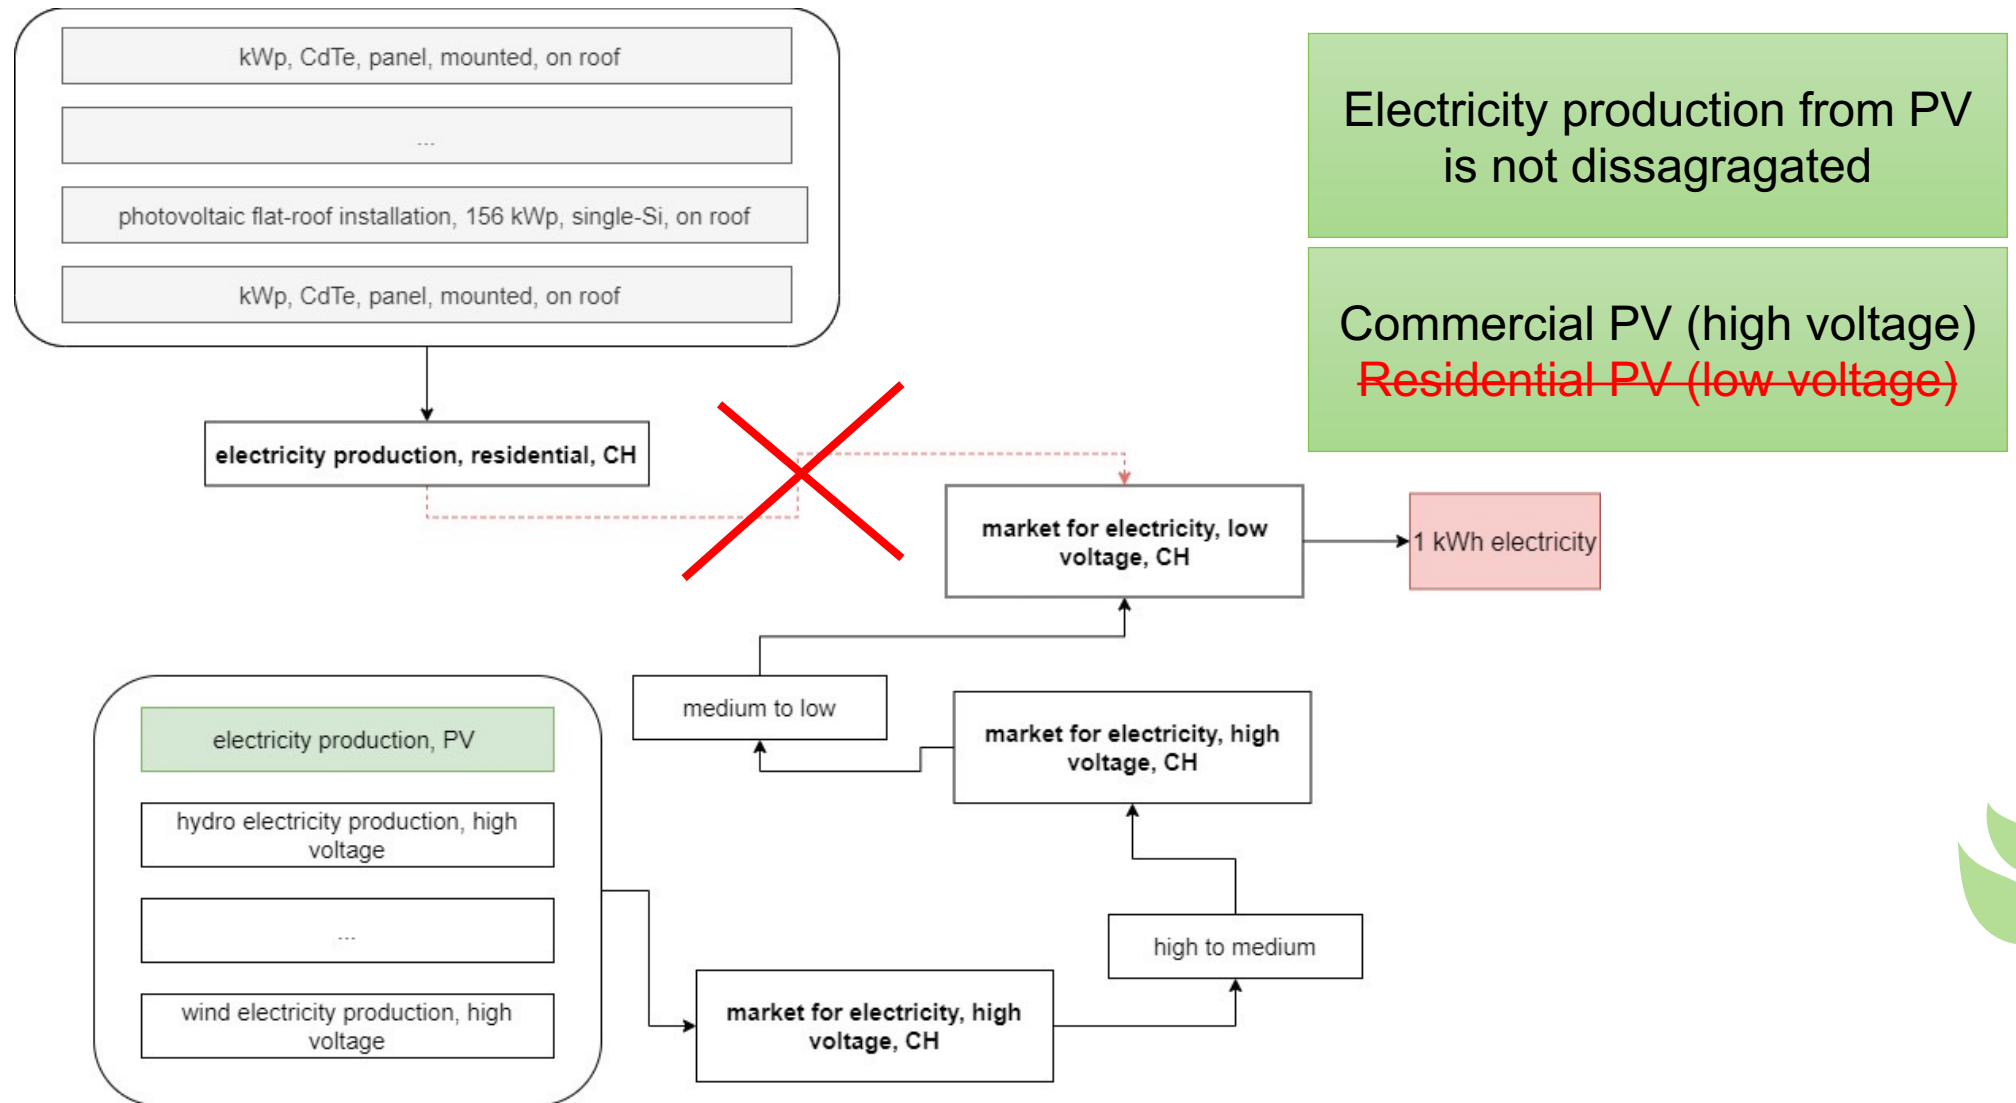 kWp, CdTe, panel, mounted, on roof
...
photovoltaic flat-roof installation, 156 kWp, single-Si, on roof
kWp, CdTe, panel, mounted, on roof
Electricity production from PV
is not dissagragated
Commercial PV (high voltage)
Residential PV (low voltage)
electricity production, residential, CH
market for electricity, low
voltage, CH
1 kWh electricity
medium to low
market for electricity, high
voltage, CH
electricity production, PV
hydro electricity production, high
voltage
...
wind electricity production, high
voltage
high to medium
market for electricity, high
voltage, CH